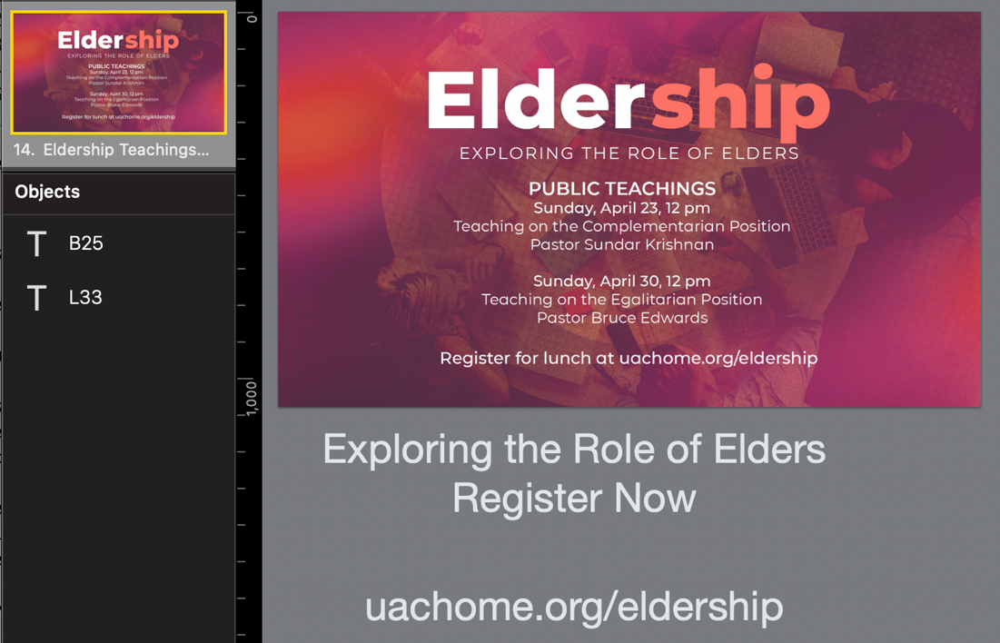 Eldership
EXPLORING THE ROLE OF ELDERS
PUBLIC TEACHINGS
Sunday, April 23, 12 pm
Teaching on the Complementarian Position
Pastor Sundar Krishnan
Sunday, April 30, 12 pm
Teaching on the Egalitarian Position
Pastor Bruce Edwards
Register for lunch at uachome.org/eldership
14. Eldership Teachings...
Objects
B25
L33
0
1,000
Eldership
EXPLORING THE ROLE OF ELDERS
PUBLIC TEACHINGS
Sunday, April 23, 12 pm
Teaching on the Complementarian Position
Pastor Sundar Krishnan
Sunday, April 30, 12 pm
Teaching on the Egalitarian Position
Pastor Bruce Edwards
Register for lunch at uachome.org/eldership
Exploring the Role of Elders
Register Now
uachome.org/eldership